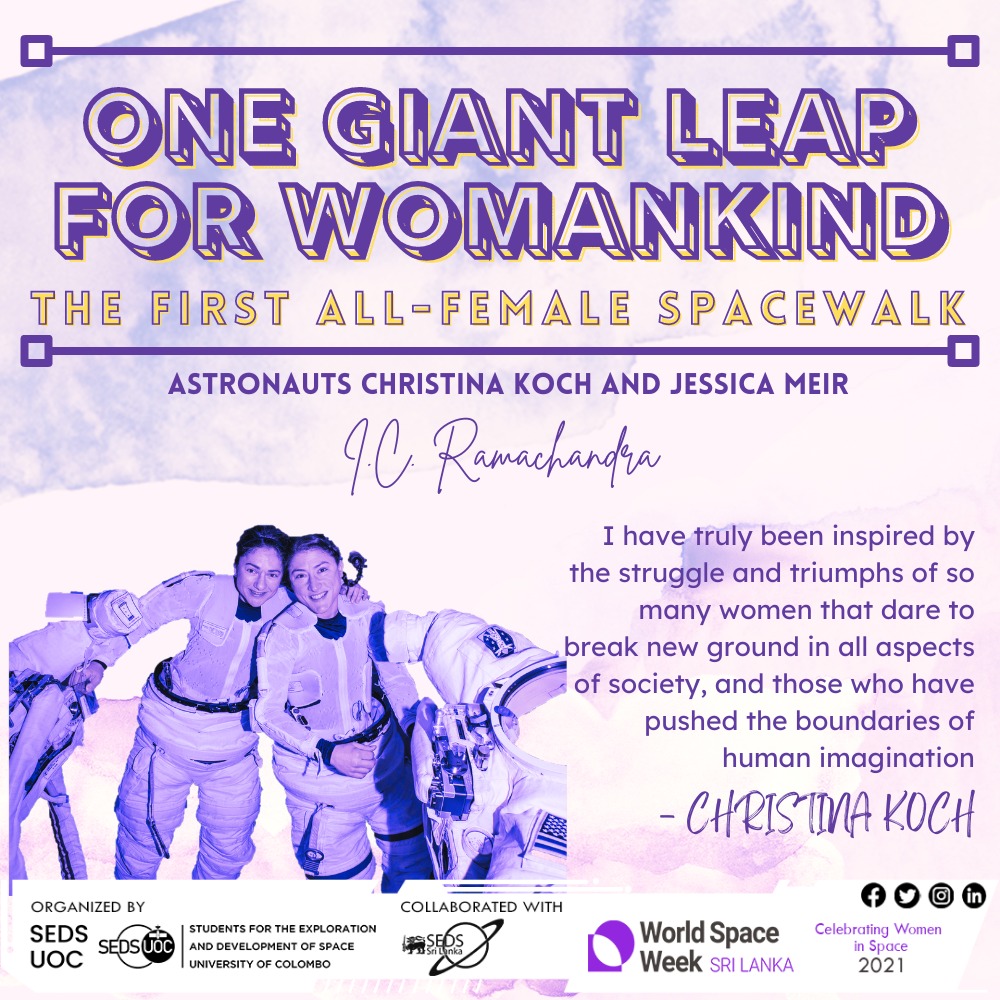 ONE GIANT LEAP
FOR WOMANKIND
THE FIRST ALL-FEMALE SPACEWALK
ASTRONAUTS CHRISTINA KOCH AND JESSICA MEIR
I.C. Ramachandra
I have truly been inspired by
the struggle and triumphs of so
many women that dare to
break new ground in all aspects
of society, and those who have
pushed the boundaries of
human imagination
- CHRISTINA KOCH
ORGANIZED BY
SEDS
UOC
SEDS UOC
STUDENTS FOR THE EXPLORATION
AND DEVELOPMENT OF SPACE
UNIVERSITY OF COLOMBO
COLLABORATED WITH
SEDS
Sri Lanka
World Space
Week SRI LANKA
Celebrating Women
in Space
2021